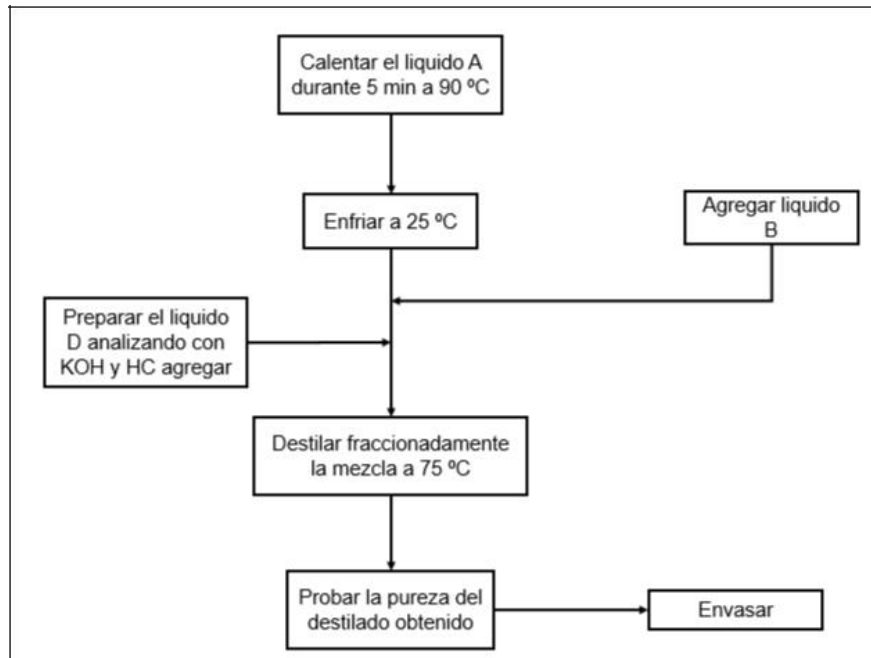 Calentar el liquido A
durante 5 min a 90 ºC
Enfriar a 25 ºC
Agregar liquido
B
Preparar el liquido
D analizando con
KOH y HC agregar
Destilar fraccionadamente
la mezcla a 75 ºC
Probar la pureza del
destilado obtenido
Envasar